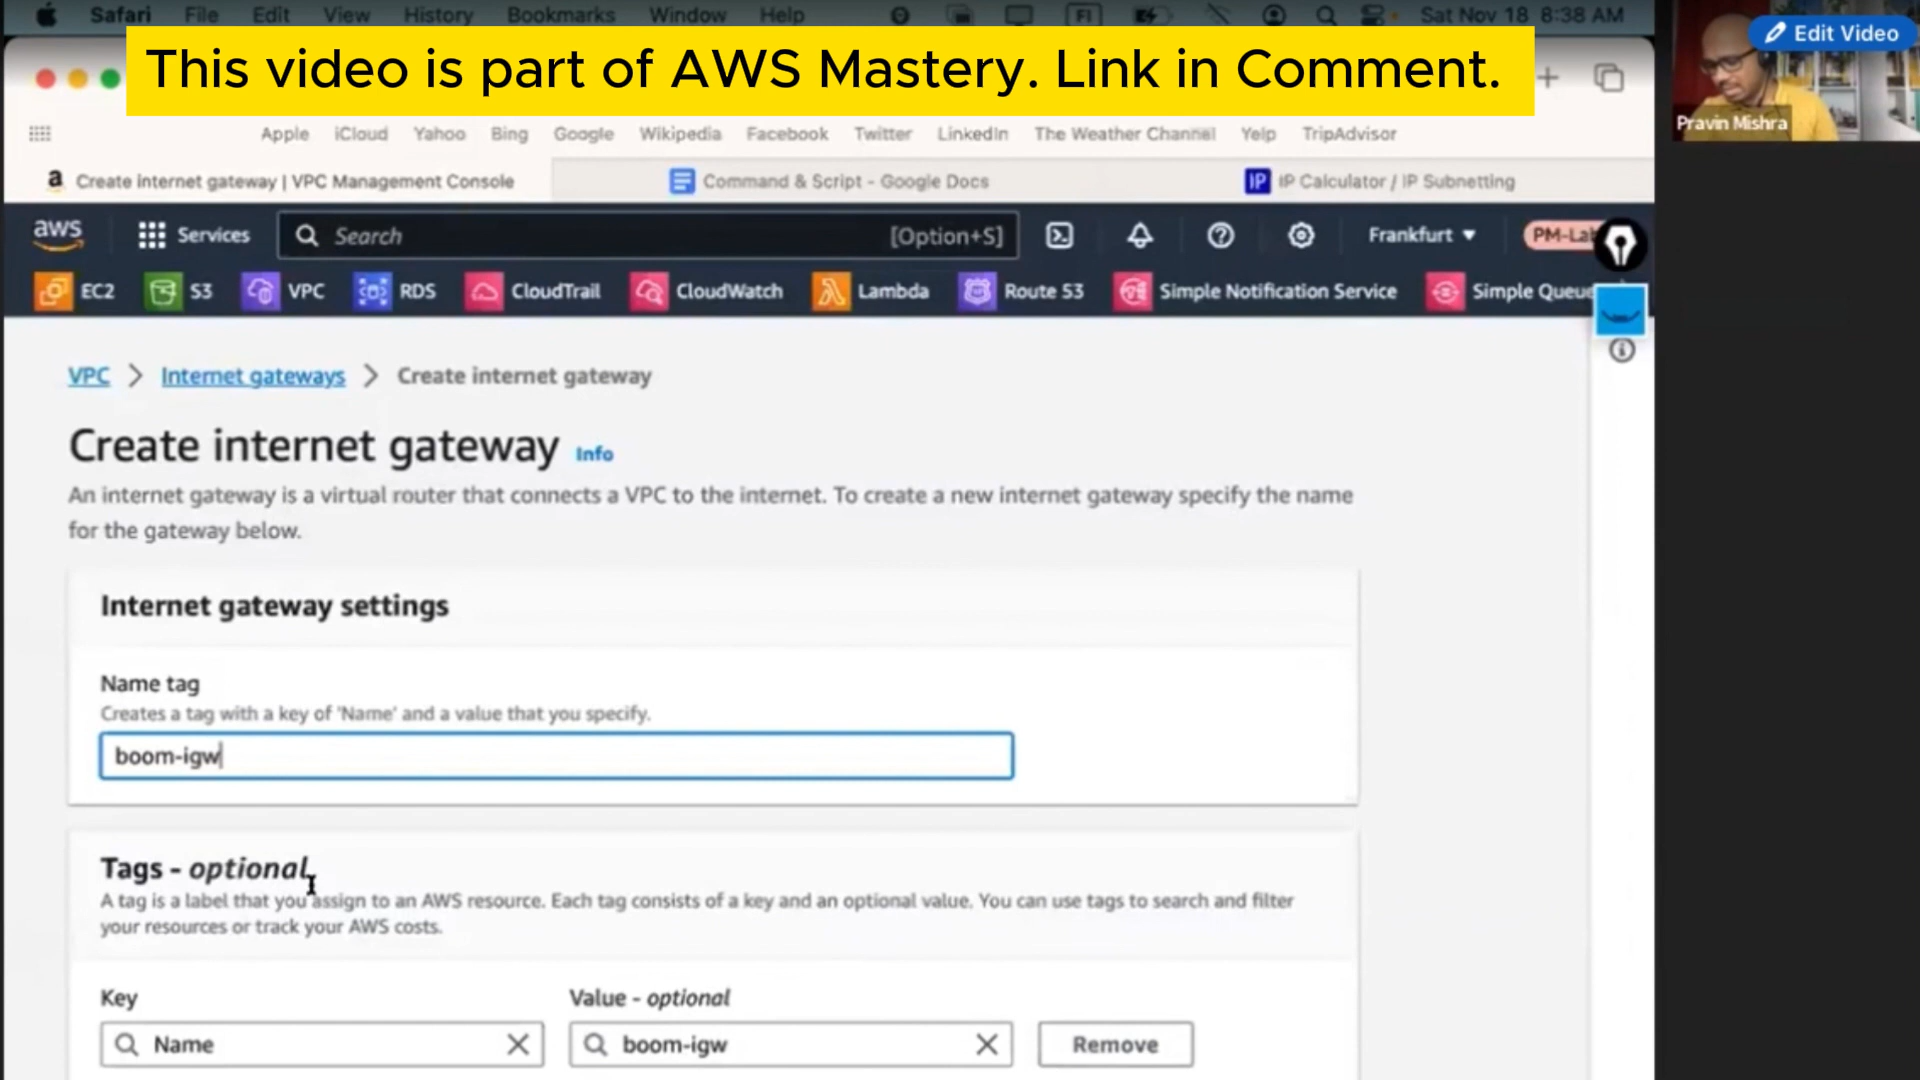 Safari File Edit View History Bookmarks Window Help Sat Nov 18 8:38 AM
This video is part of AWS Mastery. Link in Comment.
Edit Video
Pravin Mishra
Apple iCloud Yahoo Bing Google Wikipedia Facebook Twitter LinkedIn The Weather Channel Yelp TripAdvisor
a Create internet gateway | VPC Management Console
Command & Script - Google Docs
IP IP Calculator / IP Subnetting
aws Services Search [Option+S] Frankfurt PM-Lab
EC2 S3 VPC RDS CloudTrail CloudWatch Lambda Route 53 Simple Notification Service Simple Queue
VPC > Internet gateways > Create internet gateway
Create internet gateway Info
An internet gateway is a virtual router that connects a VPC to the internet. To create a new internet gateway specify the name
for the gateway below.
Internet gateway settings
Name tag
Creates a tag with a key of 'Name' and a value that you specify.
boom-igw
Tags - optional
A tag is a label that you assign to an AWS resource. Each tag consists of a key and an optional value. You can use tags to search and filter
your resources or track your AWS costs.
Key Value - optional
Name boom-igw Remove